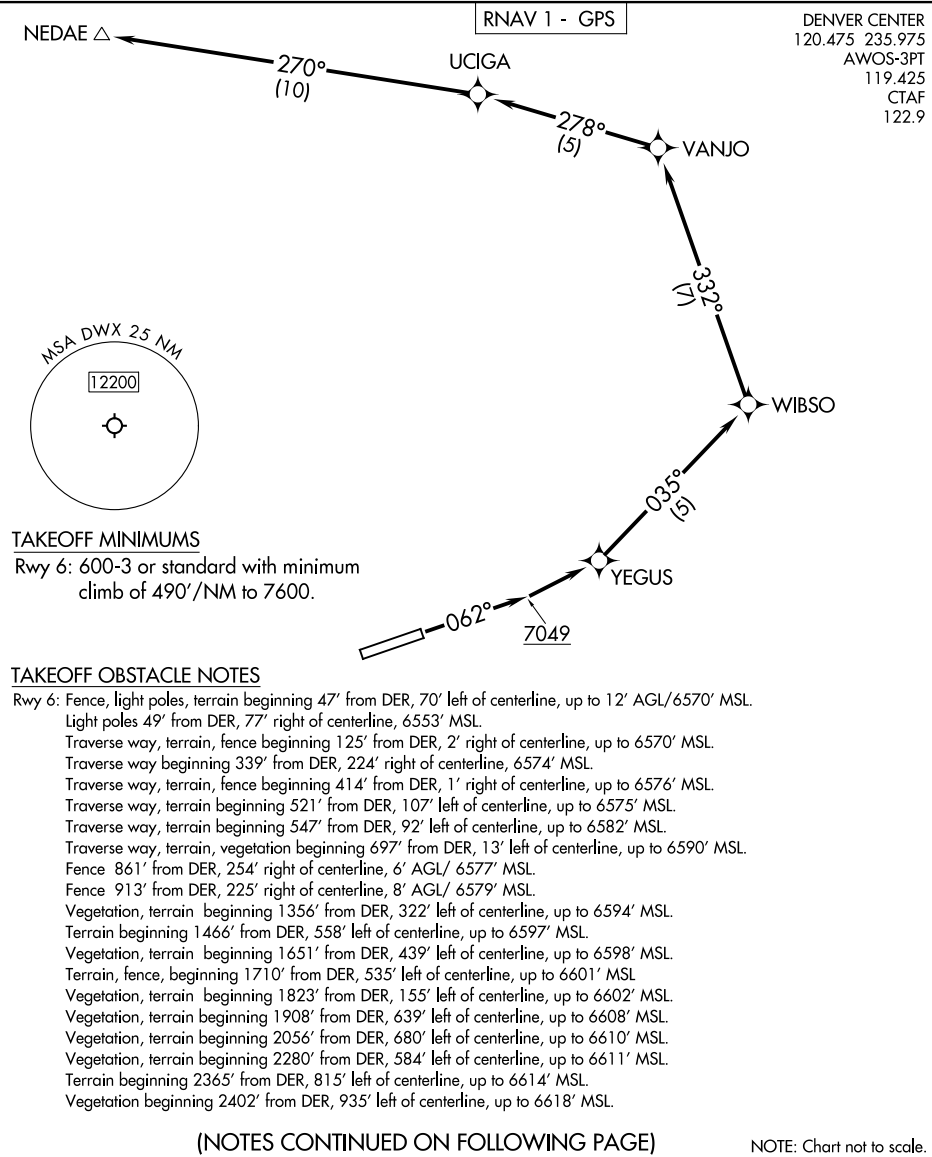 RNAV 1 - GPS
DENVER CENTER
120.475 235.975
AWOS-3PT
119.425
CTAF
122.9
NEDAE
270°
(10)
UCIGA
278°
(5)
VANJO
332°
(7)
WIBSO
035°
(5)
YEGUS
062°
7049
MSA DWX 25 NM
12200
TAKEOFF MINIMUMS
Rwy 6: 600-3 or standard with minimum
climb of 490'/NM to 7600.
TAKEOFF OBSTACLE NOTES
Rwy 6: Fence, light poles, terrain beginning 47' from DER, 70' left of centerline, up to 12' AGL/6570' MSL.
Light poles 49' from DER, 77' right of centerline, 6553' MSL.
Traverse way, terrain, fence beginning 125' from DER, 2' right of centerline, up to 6570' MSL.
Traverse way beginning 339' from DER, 224' right of centerline, 6574' MSL.
Traverse way, terrain, fence beginning 414' from DER, 1' right of centerline, up to 6576' MSL.
Traverse way, terrain beginning 521' from DER, 107' left of centerline, up to 6575' MSL.
Traverse way, terrain beginning 547' from DER, 92' left of centerline, up to 6582' MSL.
Traverse way, terrain, vegetation beginning 697' from DER, 13' left of centerline, up to 6590' MSL.
Fence 861' from DER, 254' right of centerline, 6' AGL/ 6577' MSL.
Fence 913' from DER, 225' right of centerline, 8' AGL/ 6579' MSL.
Vegetation, terrain beginning 1356' from DER, 322' left of centerline, up to 6594' MSL.
Terrain beginning 1466' from DER, 558' left of centerline, up to 6597' MSL.
Vegetation, terrain beginning 1651' from DER, 439' left of centerline, up to 6598' MSL.
Terrain, fence, beginning 1710' from DER, 535' left of centerline, up to 6601' MSL
Vegetation, terrain beginning 1823' from DER, 155' left of centerline, up to 6602' MSL.
Vegetation, terrain beginning 1908' from DER, 639' left of centerline, up to 6608' MSL.
Vegetation, terrain beginning 2056' from DER, 680' left of centerline, up to 6610' MSL.
Vegetation, terrain beginning 2280' from DER, 584' left of centerline, up to 6611' MSL.
Terrain beginning 2365' from DER, 815' left of centerline, up to 6614' MSL.
Vegetation beginning 2402' from DER, 935' left of centerline, up to 6618' MSL.
(NOTES CONTINUED ON FOLLOWING PAGE)
NOTE: Chart not to scale.